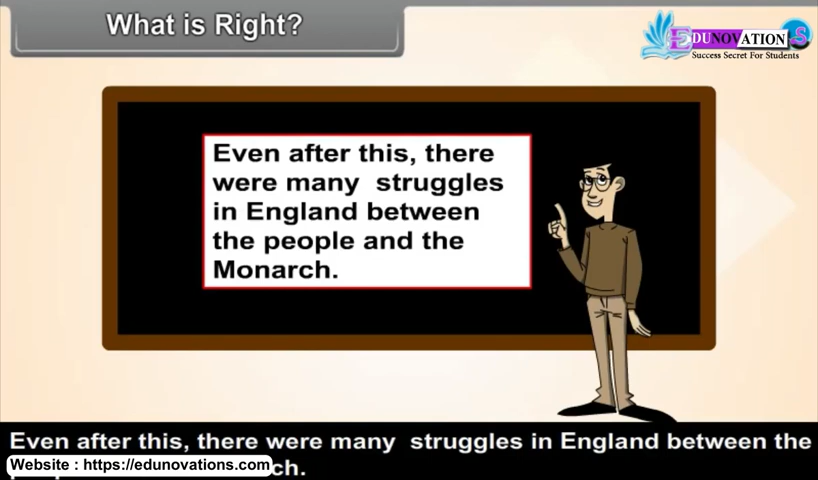 What is Right?
EDUNOVATIONS
Success Secret For Students
Even after this, there
were many struggles
in England between
the people and the
Monarch.
Even after this, there were many struggles in England between the
Website : https://edunovations.com ch.